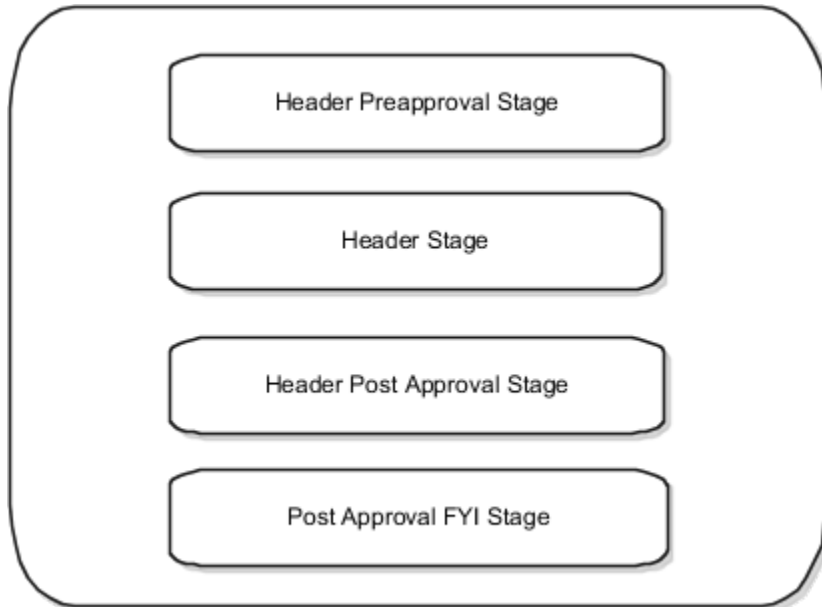 Header Preapproval Stage
Header Stage
Header Post Approval Stage
Post Approval FYI Stage